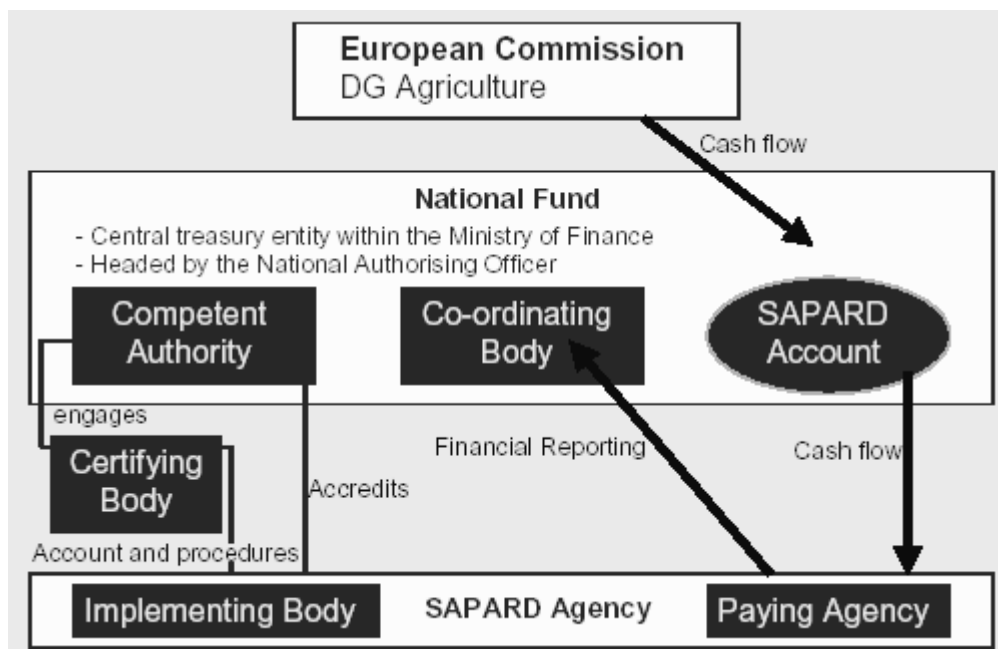 European Commission
DG Agriculture
Cash flow
National Fund
- Central treasury entity within the Ministry of Finance
- Headed by the National Authorising Officer
Competent
Authority
Co-ordinating
Body
SAPARD
Account
engages
Certifying
Body
Financial Reporting
Cash flow
Accredits
Account and procedures
Implementing Body
SAPARD Agency
Paying Agency